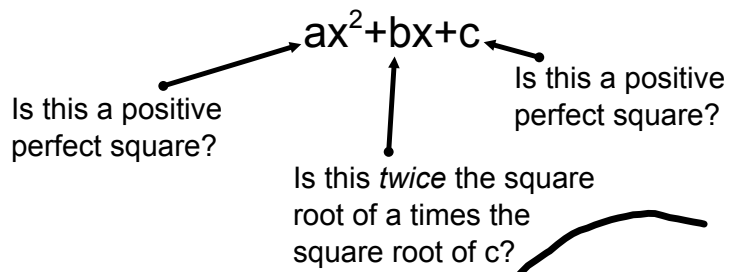 ax²+bx+c
Is this a positive
perfect square?
Is this a positive
perfect square?
Is this twice the square
root of a times the
square root of c?